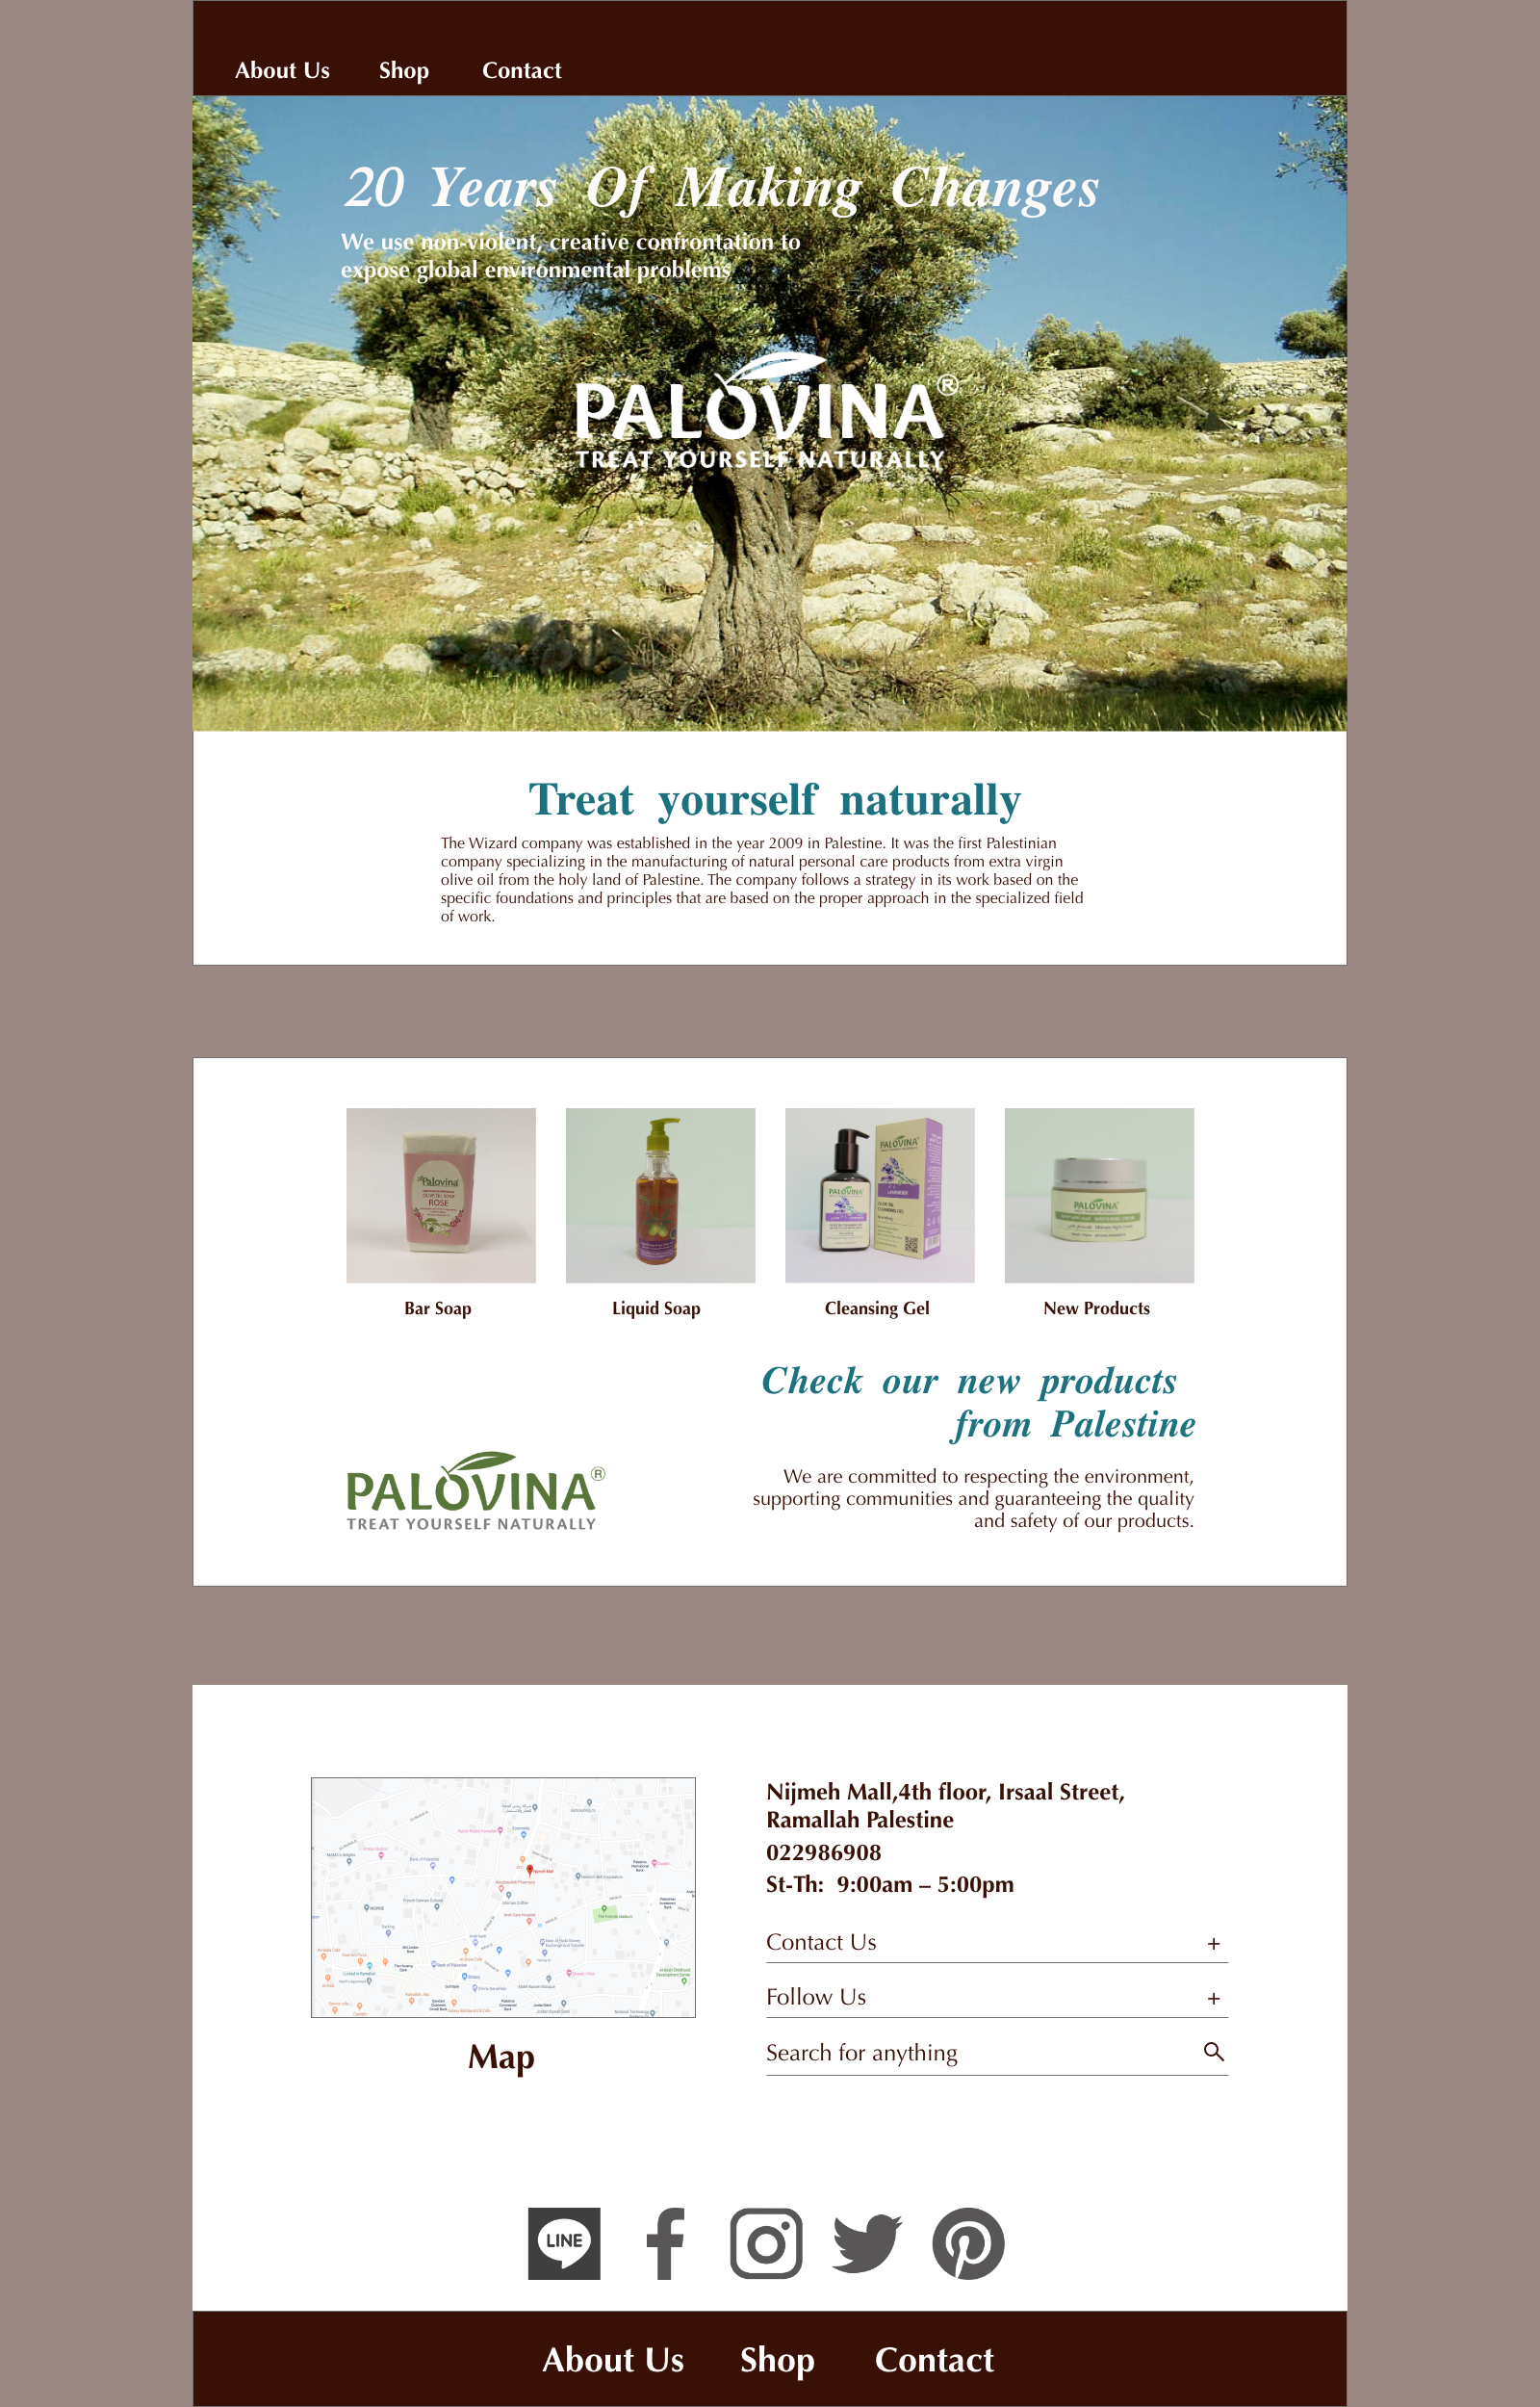 About Us Shop Contact
20 Years Of Making Changes
We use non-violent, creative confrontation to
expose global environmental problems
PALOVINA®
TREAT YOURSELF NATURALLY
Treat yourself naturally
The Wizard company was established in the year 2009 in Palestine. It was the first Palestinian
company specializing in the manufacturing of natural personal care products from extra virgin
olive oil from the holy land of Palestine. The company follows a strategy in its work based on the
specific foundations and principles that are based on the proper approach in the specialized field
of work.
Palovina
ROSE
PALOVINA
PALOVINA
LAVENDER
PALOVINA
Bar Soap Liquid Soap Cleansing Gel New Products
Check our new products
from Palestine
PALOVINA®
TREAT YOURSELF NATURALLY
We are committed to respecting the environment,
supporting communities and guaranteeing the quality
and safety of our products.
Nijmeh Mall,4th floor, Irsaal Street,
Ramallah Palestine
022986908
St-Th: 9:00am – 5:00pm
Contact Us +
Follow Us +
Search for anything
Map
LINE
About Us Shop Contact